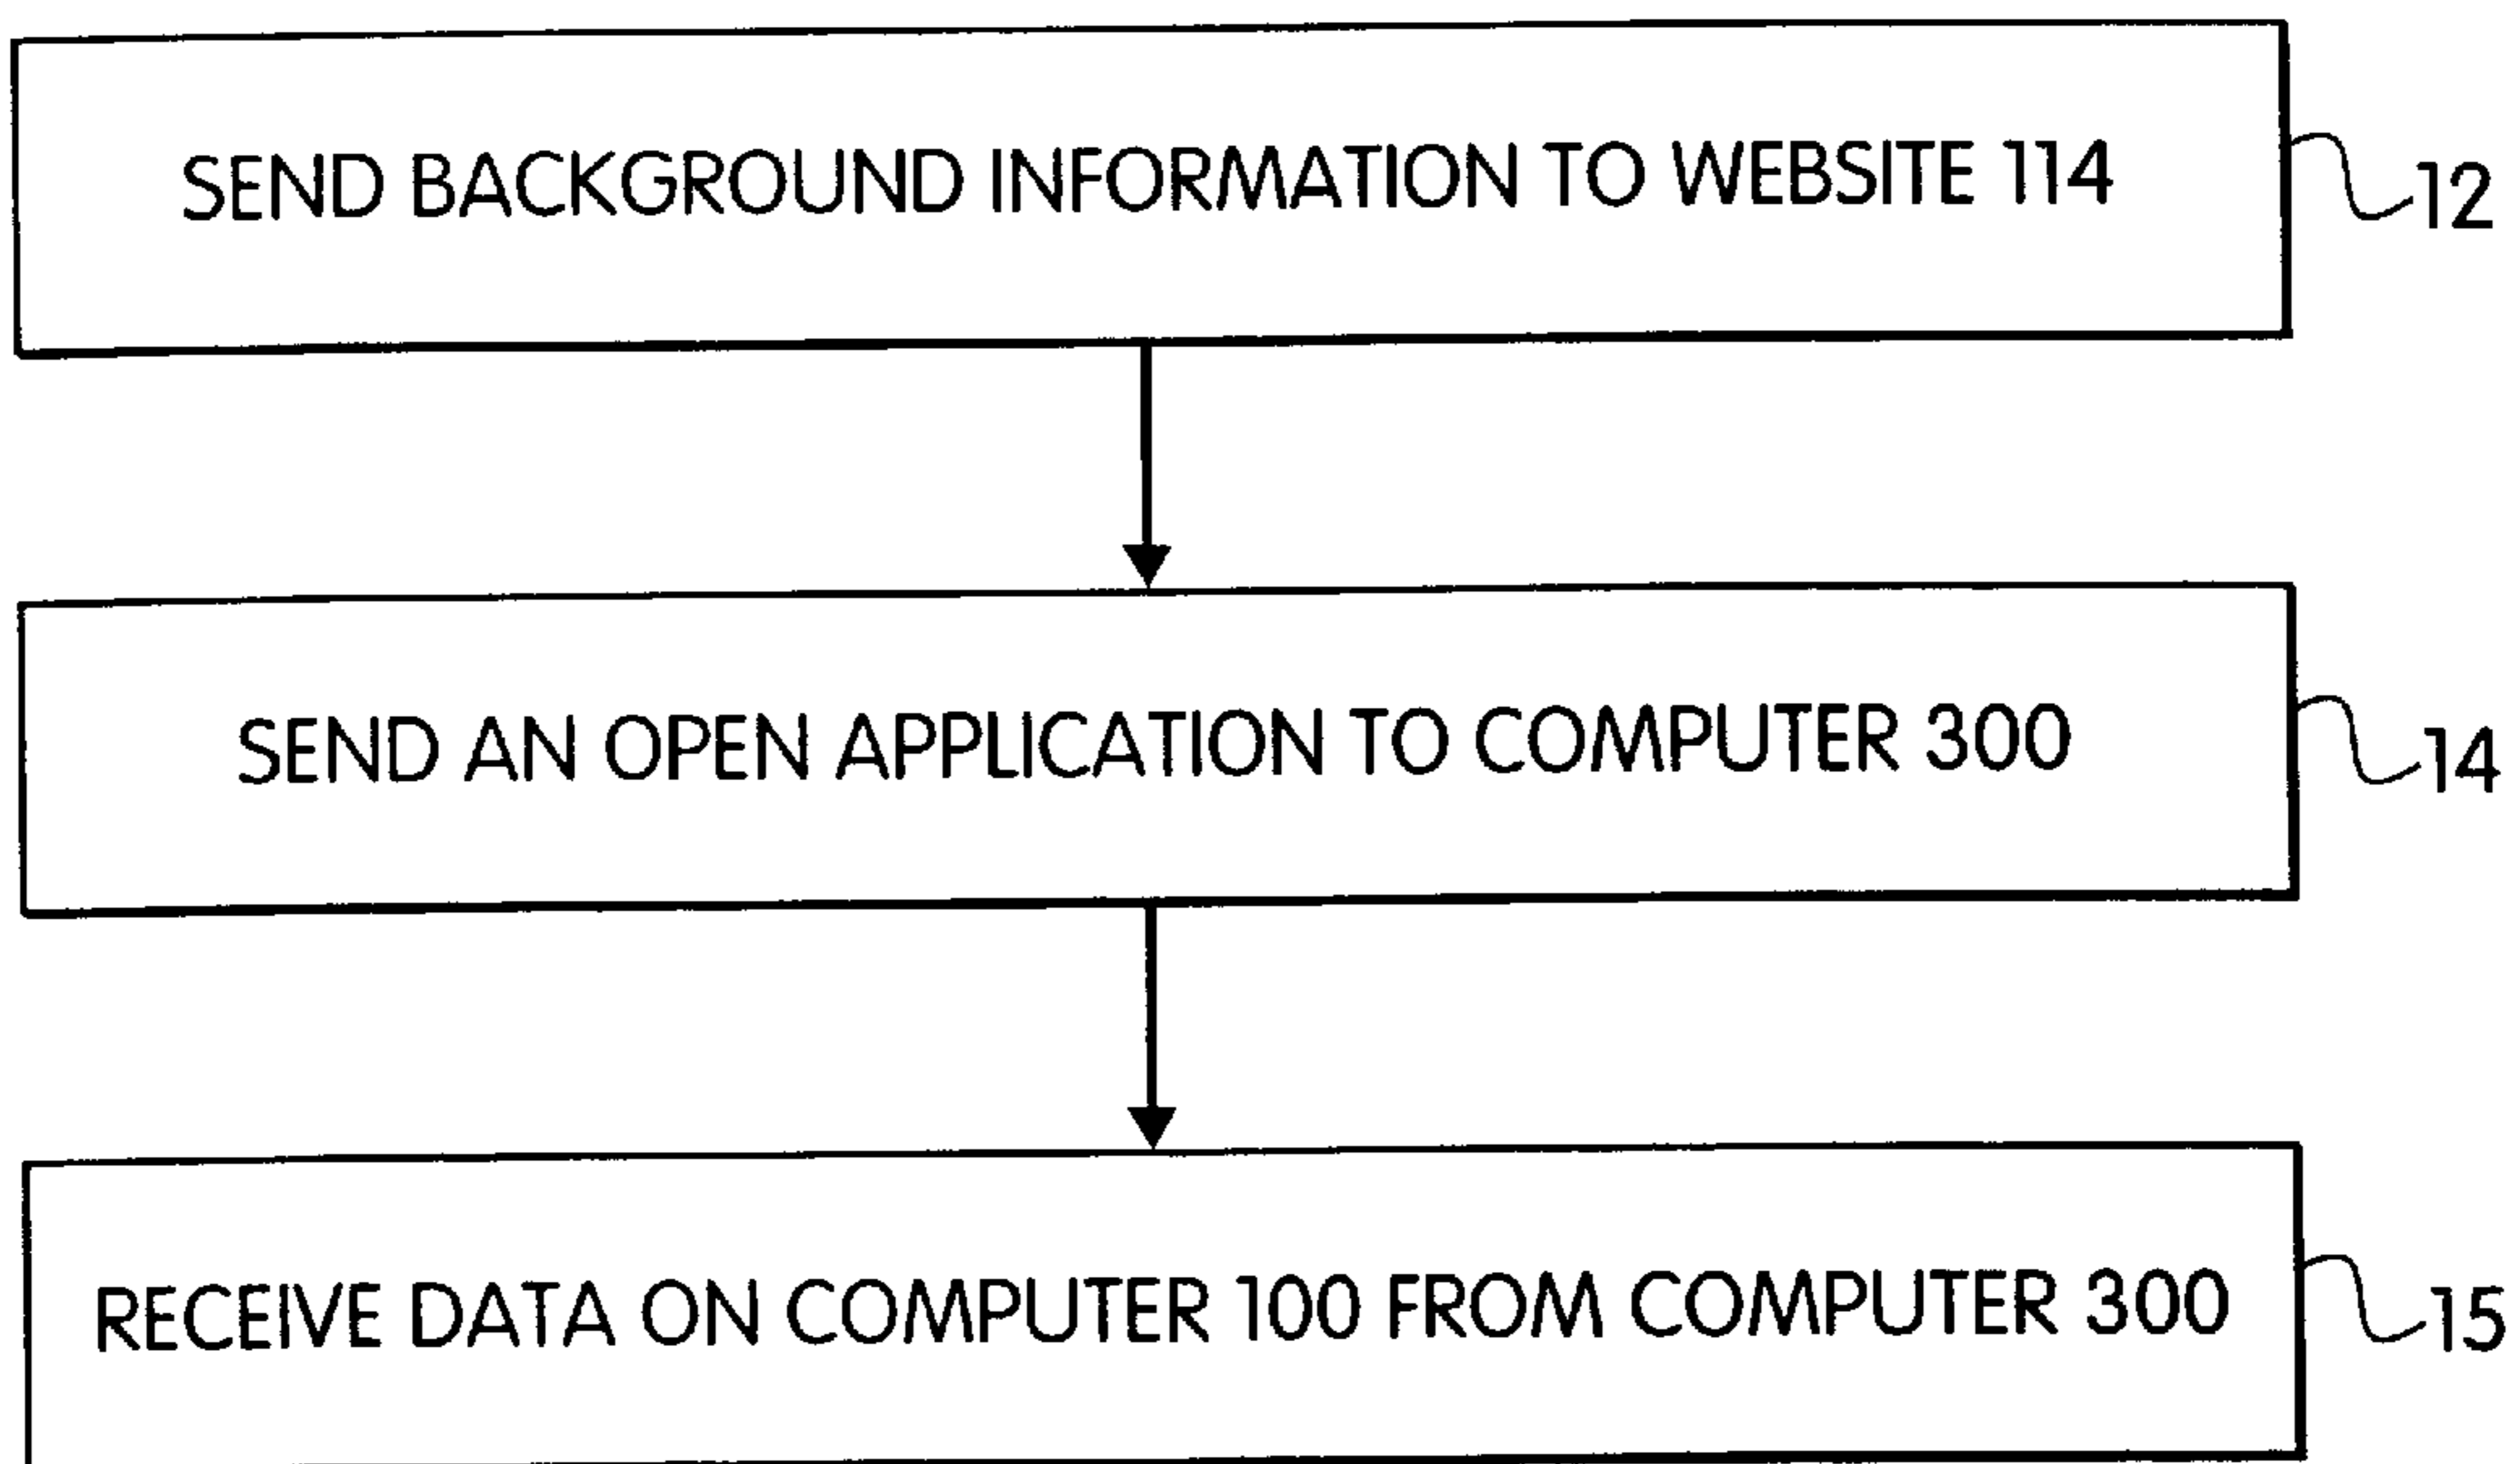 SEND BACKGROUND INFORMATION TO WEBSITE 114
12
SEND AN OPEN APPLICATION TO COMPUTER 300
14
RECEIVE DATA ON COMPUTER 100 FROM COMPUTER 300
15